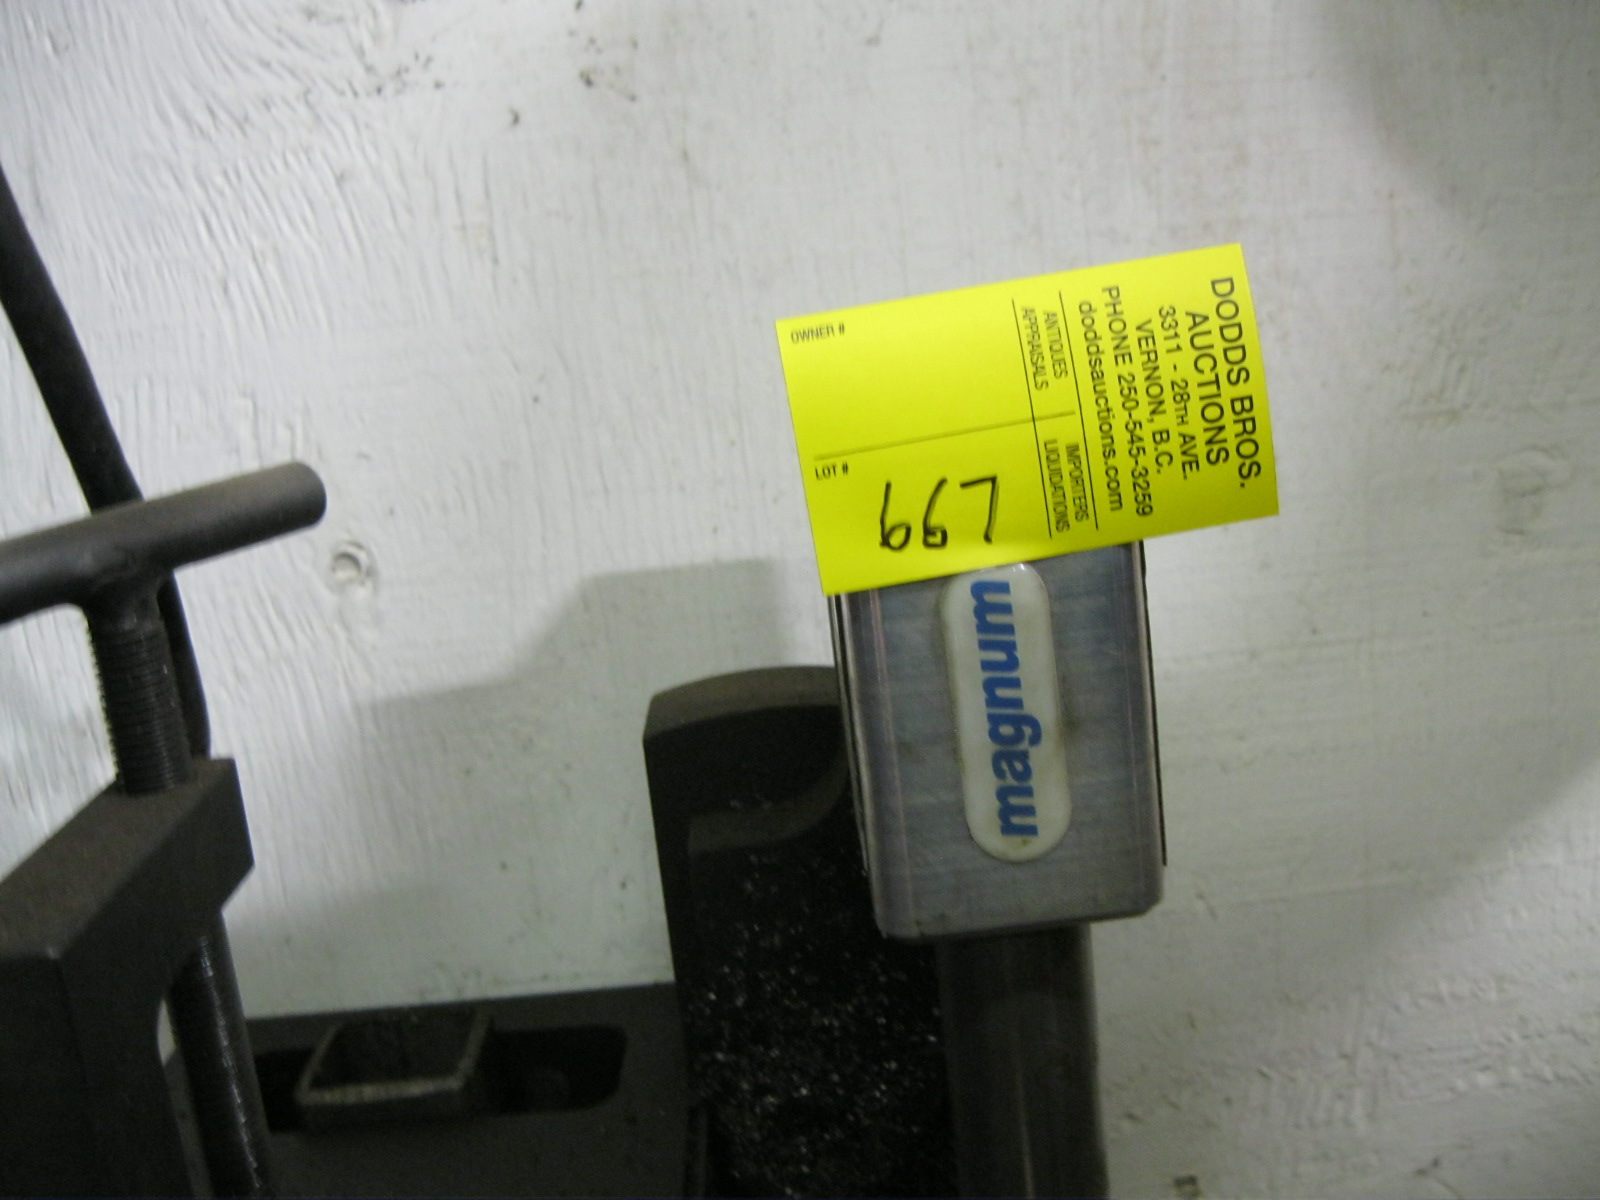 DODDS BROS.
AUCTIONS
3311 - 28TH AVE.
VERNON, B.C.
PHONE 250-545-3259
doddsauctions.com
ANTIQUES IMPORTERS
APPRAISALS LIQUIDATIONS
OWNER # LOT #
667
magnum